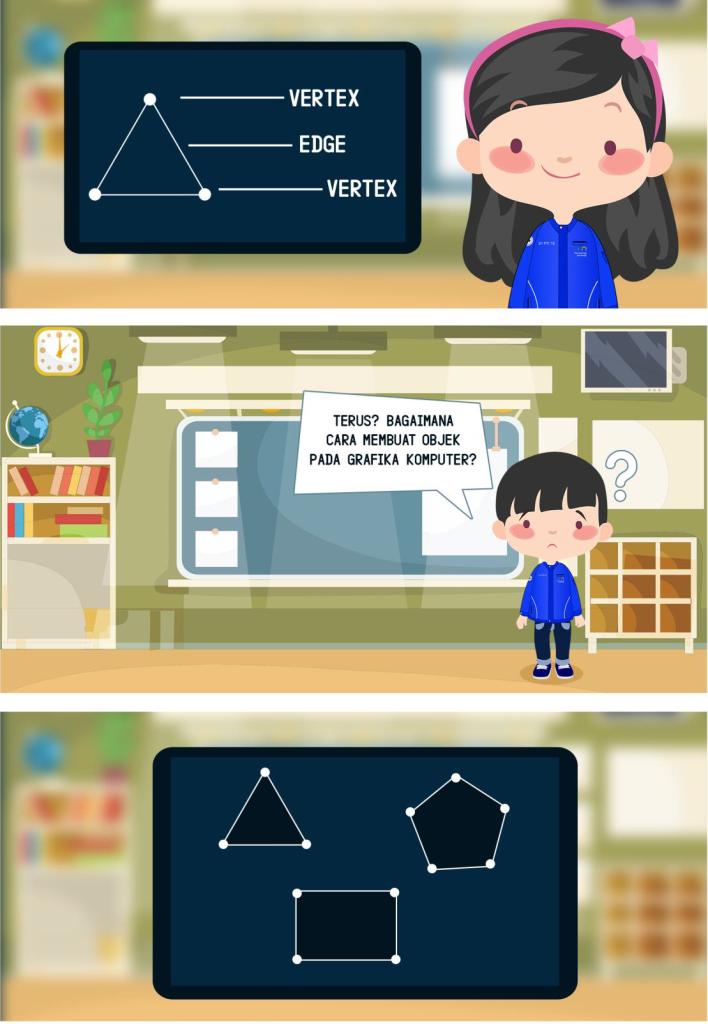 VERTEX
EDGE
VERTEX
TERUS? BAGAIMANA
CARA MEMBUAT OBJEK
PADA GRAFIKA KOMPUTER?
?